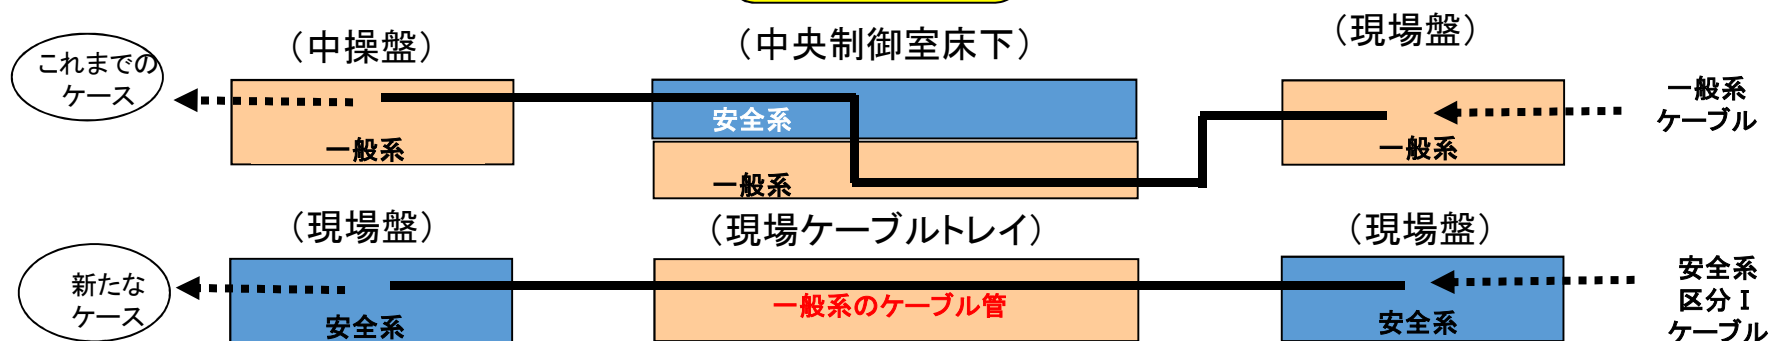 （中操盤）
（中央制御室床下）
（現場盤）
これまでの
ケース
安全系
一般系
一般系
一般系
一般系
ケーブル
（現場盤）
（現場ケーブルトレイ）
（現場盤）
新たな
ケース
安全系
一般系のケーブル管
安全系
安全系
区分Ⅰ
ケーブル